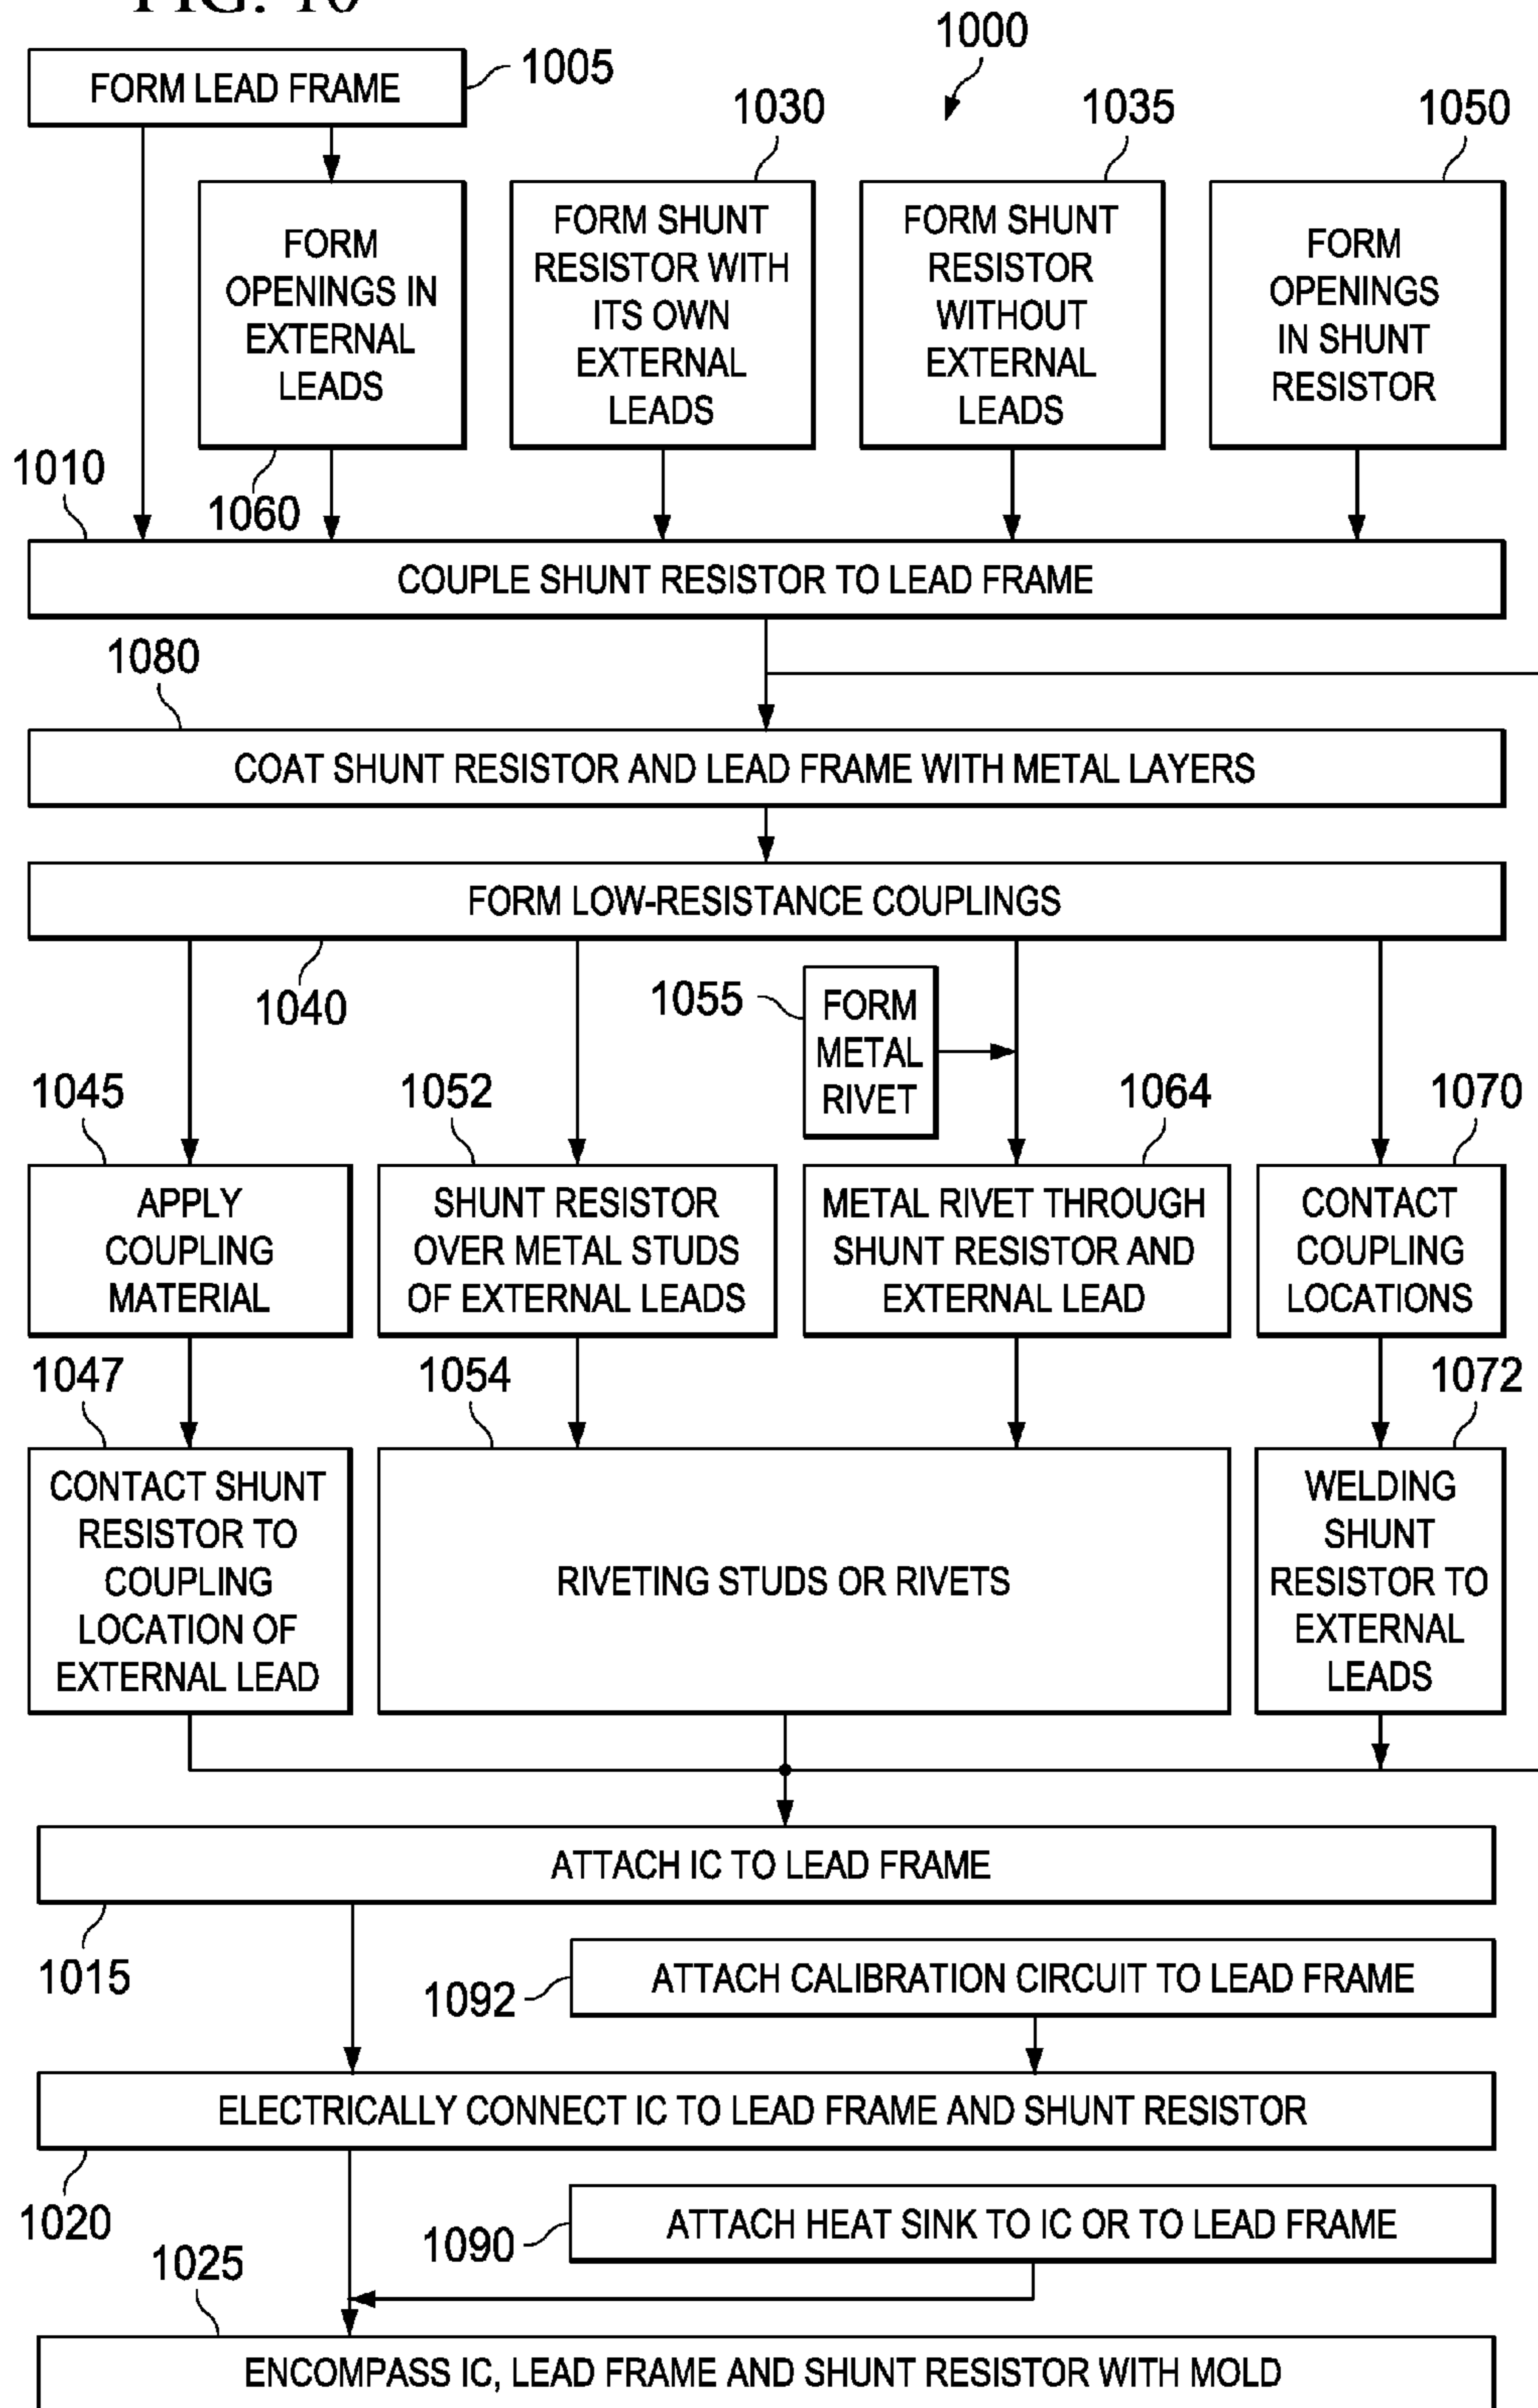 FIG. 10
1000
FORM LEAD FRAME
1005
1030
1035
1050
FORM
OPENINGS IN
EXTERNAL
LEADS
FORM SHUNT
RESISTOR WITH
ITS OWN
EXTERNAL
LEADS
FORM SHUNT
RESISTOR
WITHOUT
EXTERNAL
LEADS
FORM
OPENINGS
IN SHUNT
RESISTOR
1010
1060
COUPLE SHUNT RESISTOR TO LEAD FRAME
1080
COAT SHUNT RESISTOR AND LEAD FRAME WITH METAL LAYERS
FORM LOW-RESISTANCE COUPLINGS
1040
1055
FORM
METAL
RIVET
1045
1052
1064
1070
APPLY
COUPLING
MATERIAL
SHUNT RESISTOR
OVER METAL STUDS
OF EXTERNAL LEADS
METAL RIVET THROUGH
SHUNT RESISTOR AND
EXTERNAL LEAD
CONTACT
COUPLING
LOCATIONS
1047
1054
1072
CONTACT SHUNT
RESISTOR TO
COUPLING
LOCATION OF
EXTERNAL LEAD
RIVETING STUDS OR RIVETS
WELDING
SHUNT
RESISTOR TO
EXTERNAL
LEADS
ATTACH IC TO LEAD FRAME
1015
1092
ATTACH CALIBRATION CIRCUIT TO LEAD FRAME
ELECTRICALLY CONNECT IC TO LEAD FRAME AND SHUNT RESISTOR
1020
1090
ATTACH HEAT SINK TO IC OR TO LEAD FRAME
1025
ENCOMPASS IC, LEAD FRAME AND SHUNT RESISTOR WITH MOLD